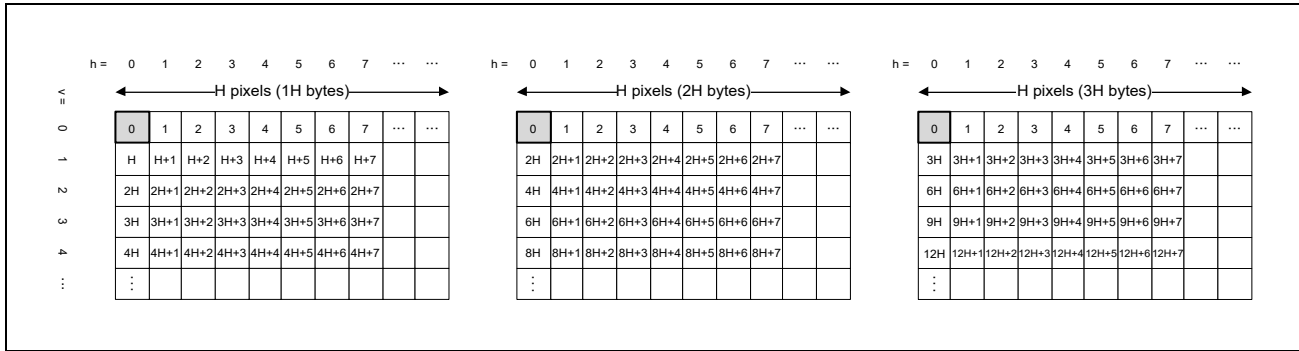 h = 0 1 2 3 4 5 6 7 ... ... h = 0 1 2 3 4 5 6 7 ... ... h = 0 1 2 3 4 5 6 7 ... ...
v = H pixels (1H bytes) H pixels (2H bytes) H pixels (3H bytes)
0 0 1 2 3 4 5 6 7 ... ... 0 1 2 3 4 5 6 7 ... ... 0 1 2 3 4 5 6 7 ... ...
1 H H+1 H+2 H+3 H+4 H+5 H+6 H+7 2H 2H+1 2H+2 2H+3 2H+4 2H+5 2H+6 2H+7 3H 3H+1 3H+2 3H+3 3H+4 3H+5 3H+6 3H+7
2 2H 2H+1 2H+2 2H+3 2H+4 2H+5 2H+6 2H+7 4H 4H+1 4H+2 4H+3 4H+4 4H+5 4H+6 4H+7 6H 6H+1 6H+2 6H+3 6H+4 6H+5 6H+6 6H+7
3 3H 3H+1 3H+2 3H+3 3H+4 3H+5 3H+6 3H+7 6H 6H+1 6H+2 6H+3 6H+4 6H+5 6H+6 6H+7 9H 9H+1 9H+2 9H+3 9H+4 9H+5 9H+6 9H+7
4 4H 4H+1 4H+2 4H+3 4H+4 4H+5 4H+6 4H+7 8H 8H+1 8H+2 8H+3 8H+4 8H+5 8H+6 8H+7 12H 12H+1 12H+2 12H+3 12H+4 12H+5 12H+6 12H+7
... ⋮ ⋮ ⋮